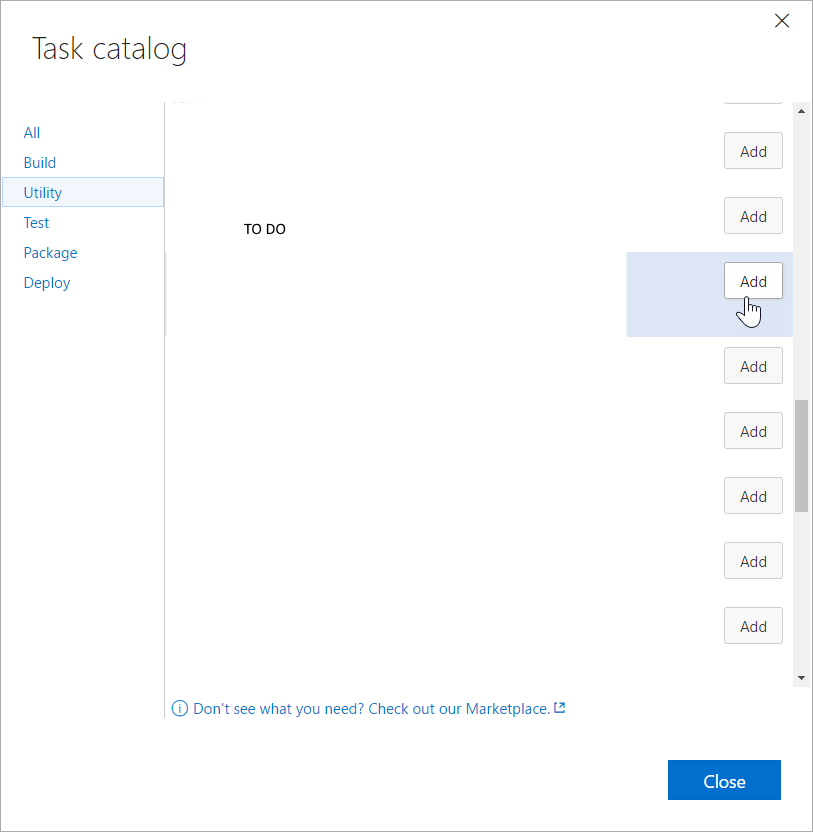 Task catalog
All
Build
Utility
Test
Package
Deploy
Add
Add
TO DO
Add
Add
Add
Add
Add
Add
Don't see what you need? Check out our Marketplace.
Close